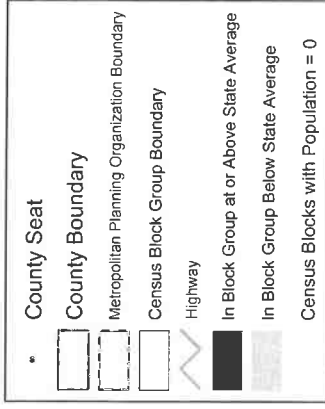 County Seat
County Boundary
Metropolitan Planning Organization Boundary
Census Block Group Boundary
Highway
In Block Group at or Above State Average
In Block Group Below State Average
Census Blocks with Population = 0